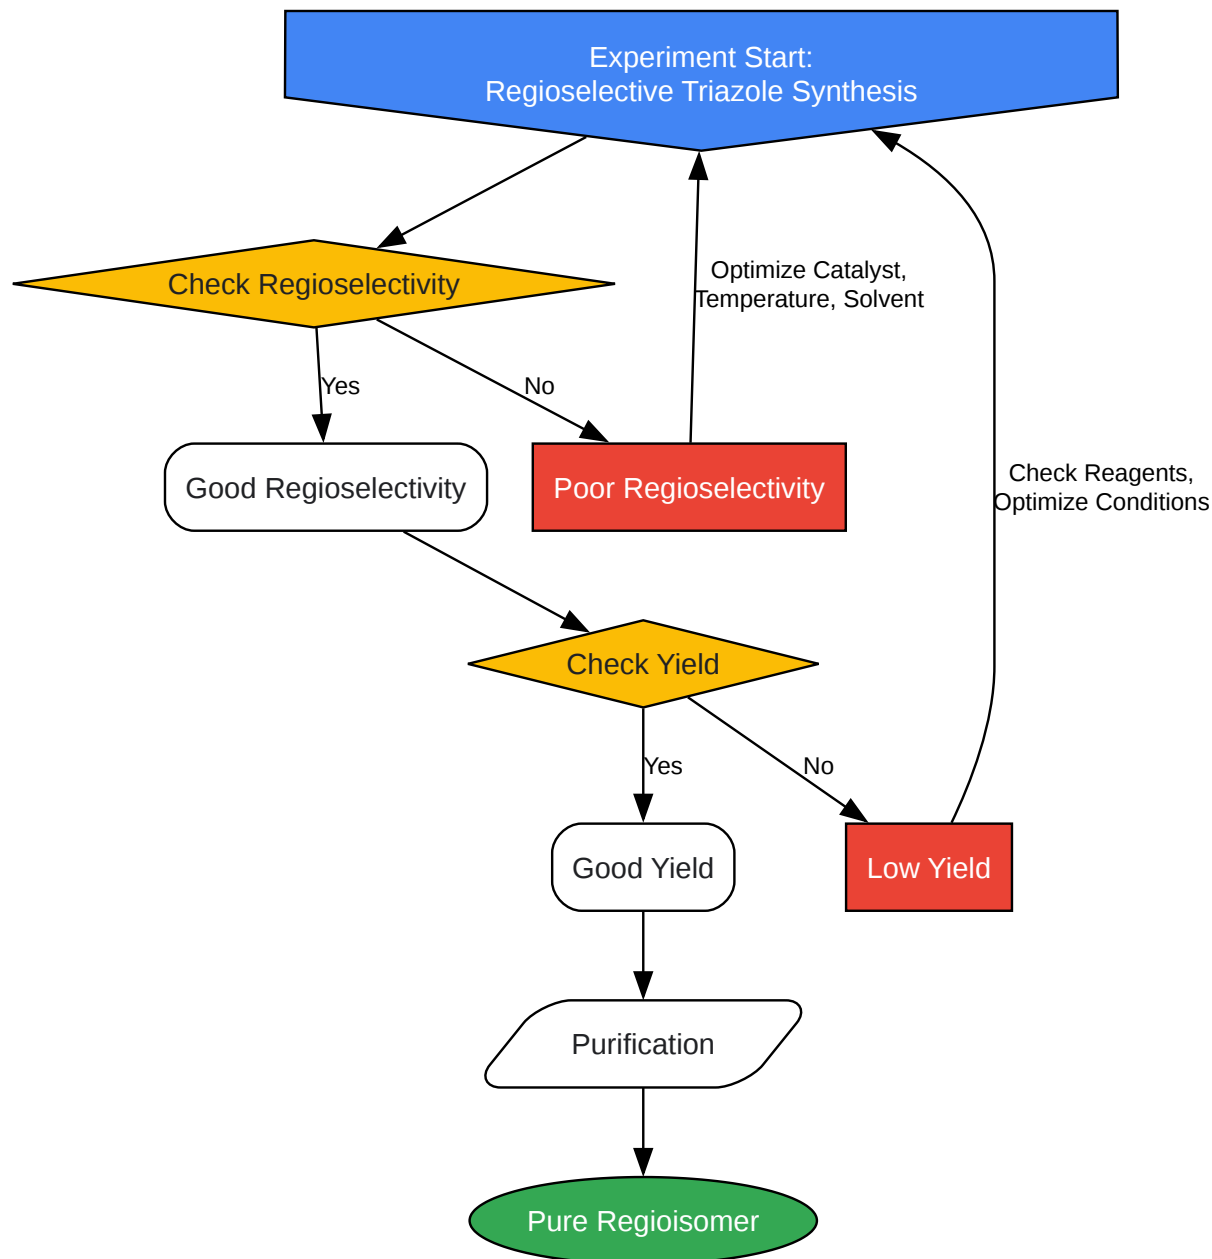 Experiment Start:
Regioselective Triazole Synthesis
Optimize Catalyst,
Temperature, Solvent
Check Regioselectivity
Yes
No
Good Regioselectivity
Poor Regioselectivity
Check Reagents,
Optimize Conditions
Check Yield
Yes
No
Good Yield
Low Yield
Purification
Pure Regioisomer